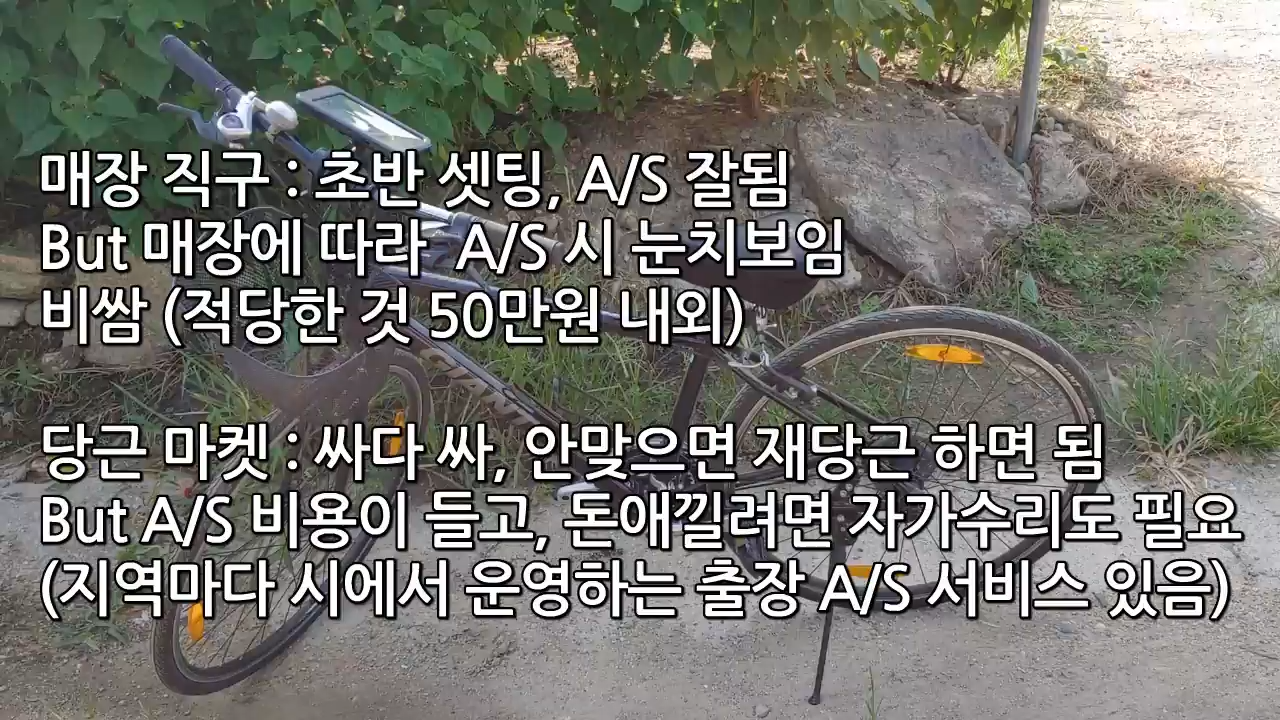 매장 직구 : 초반 셋팅, A/S 잘됨
But 매장에 따라  A/S 시 눈치보임
비쌈 (적당한 것 50만원 내외)
당근 마켓 : 싸다 싸, 안맞으면 재당근 하면 됨
But A/S 비용이 들고, 돈애낄려면 자가수리도 필요
(지역마다 시에서 운영하는 출장 A/S 서비스 있음)